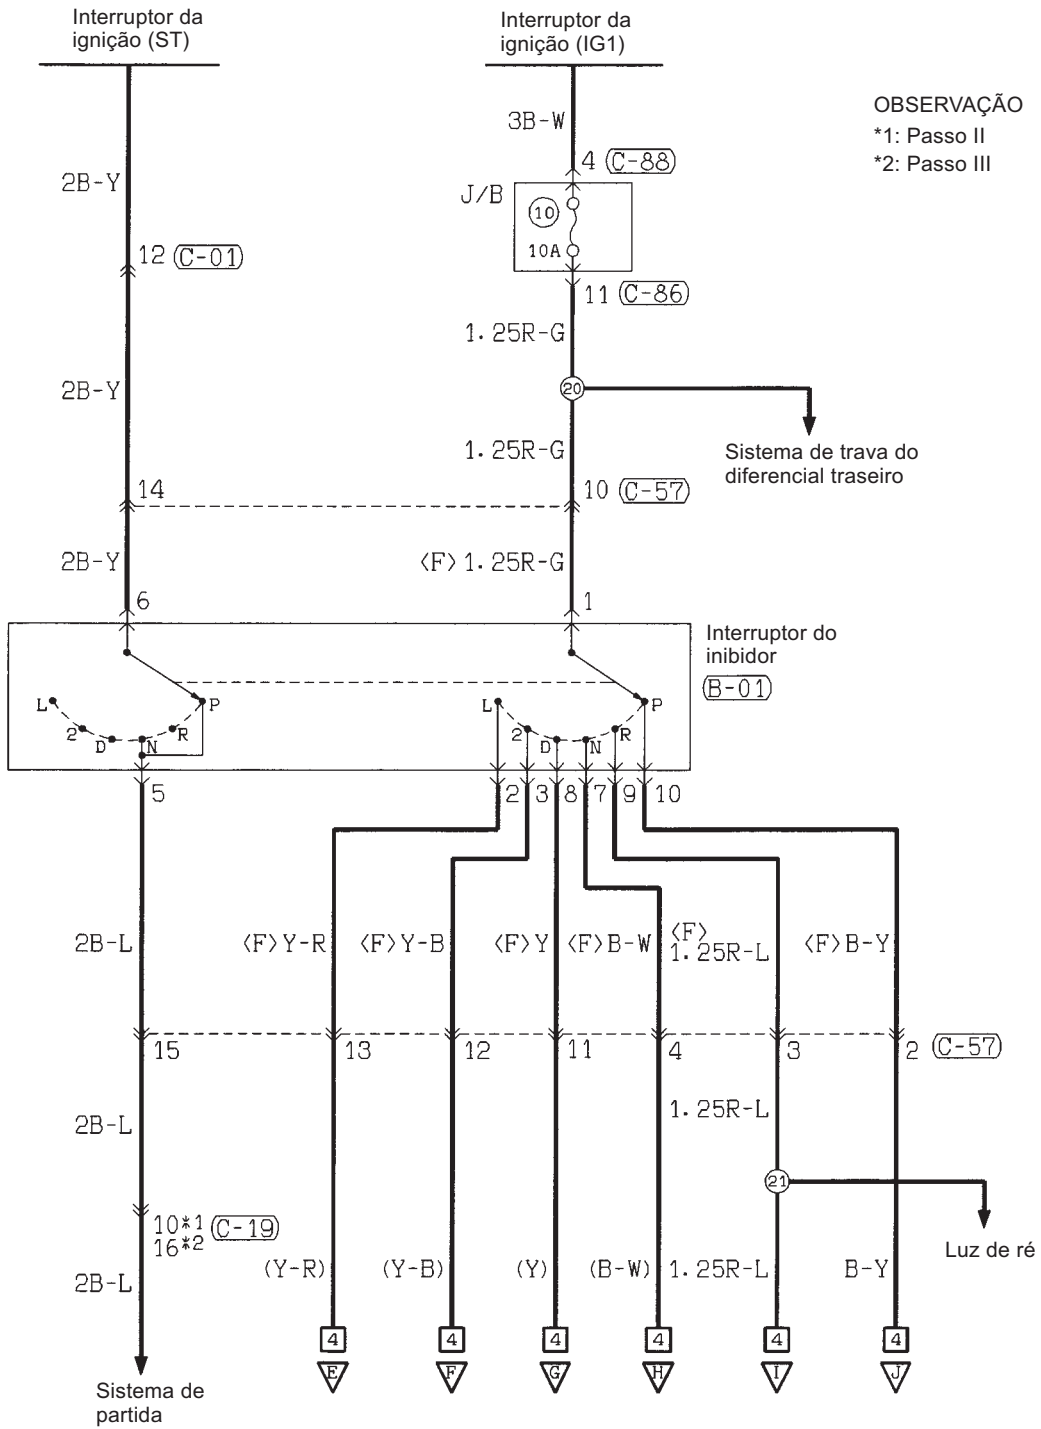 Interruptor da
ignição (ST)
Interruptor da
ignição (IG1)
OBSERVAÇÃO
*1: Passo II
*2: Passo III
3B-W
4 C-88
2B-Y
J/B
10
10A
12 C-01
11 C-86
1.25R-G
2B-Y
20
1.25R-G
Sistema de trava do
diferencial traseiro
14
10 C-57
2B-Y
<F> 1.25R-G
6
1
Interruptor do
inibidor
B-01
L 2 D N R P
L 2 D N R P
5
2 3 8 7 9 10
2B-L
<F>Y-R
<F>Y-B
<F>Y
<F>B-W
<F>
1.25R-L
<F>B-Y
15
13
12
11
4
3
2 C-57
2B-L
1.25R-L
21
10*1 C-19
16*2
Luz de ré
2B-L
(Y-R)
(Y-B)
(Y)
(B-W)
1.25R-L
B-Y
4 4 4 4 4 4
E F G H I J
Sistema de
partida